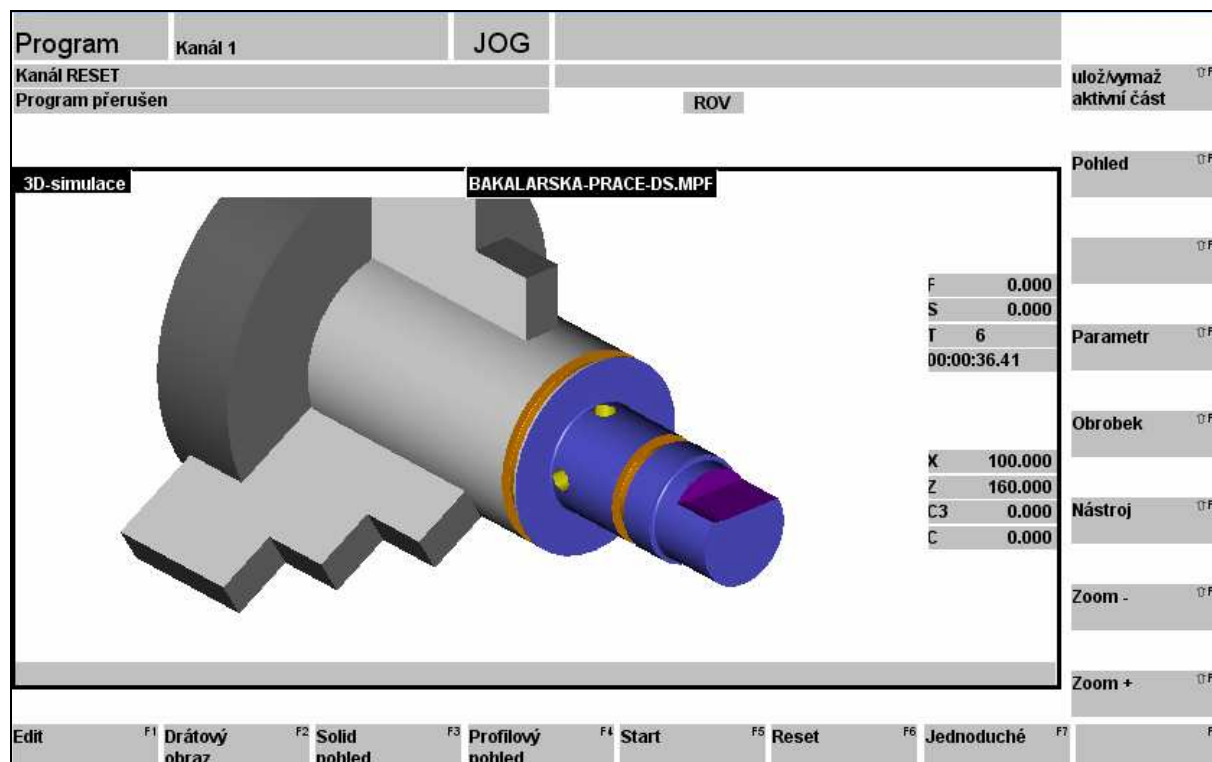 Program
Kanál 1
JOG
Kanál RESET
Program přerušen
ROV
3D-simulace
BAKALARSKA-PRACE-DS.MPF
F 0.000
S 0.000
T 6
00:00:36.41
X 100.000
Z 160.000
C3 0.000
C 0.000
ulož/vymaž
aktivní část
Pohled
Parametr
Obrobek
Nástroj
Zoom -
Zoom +
Edit F1
Drátový F2
obraz
Solid F3
pohled
Profilový F4
pohled
Start F5
Reset F6
Jednoduché F7